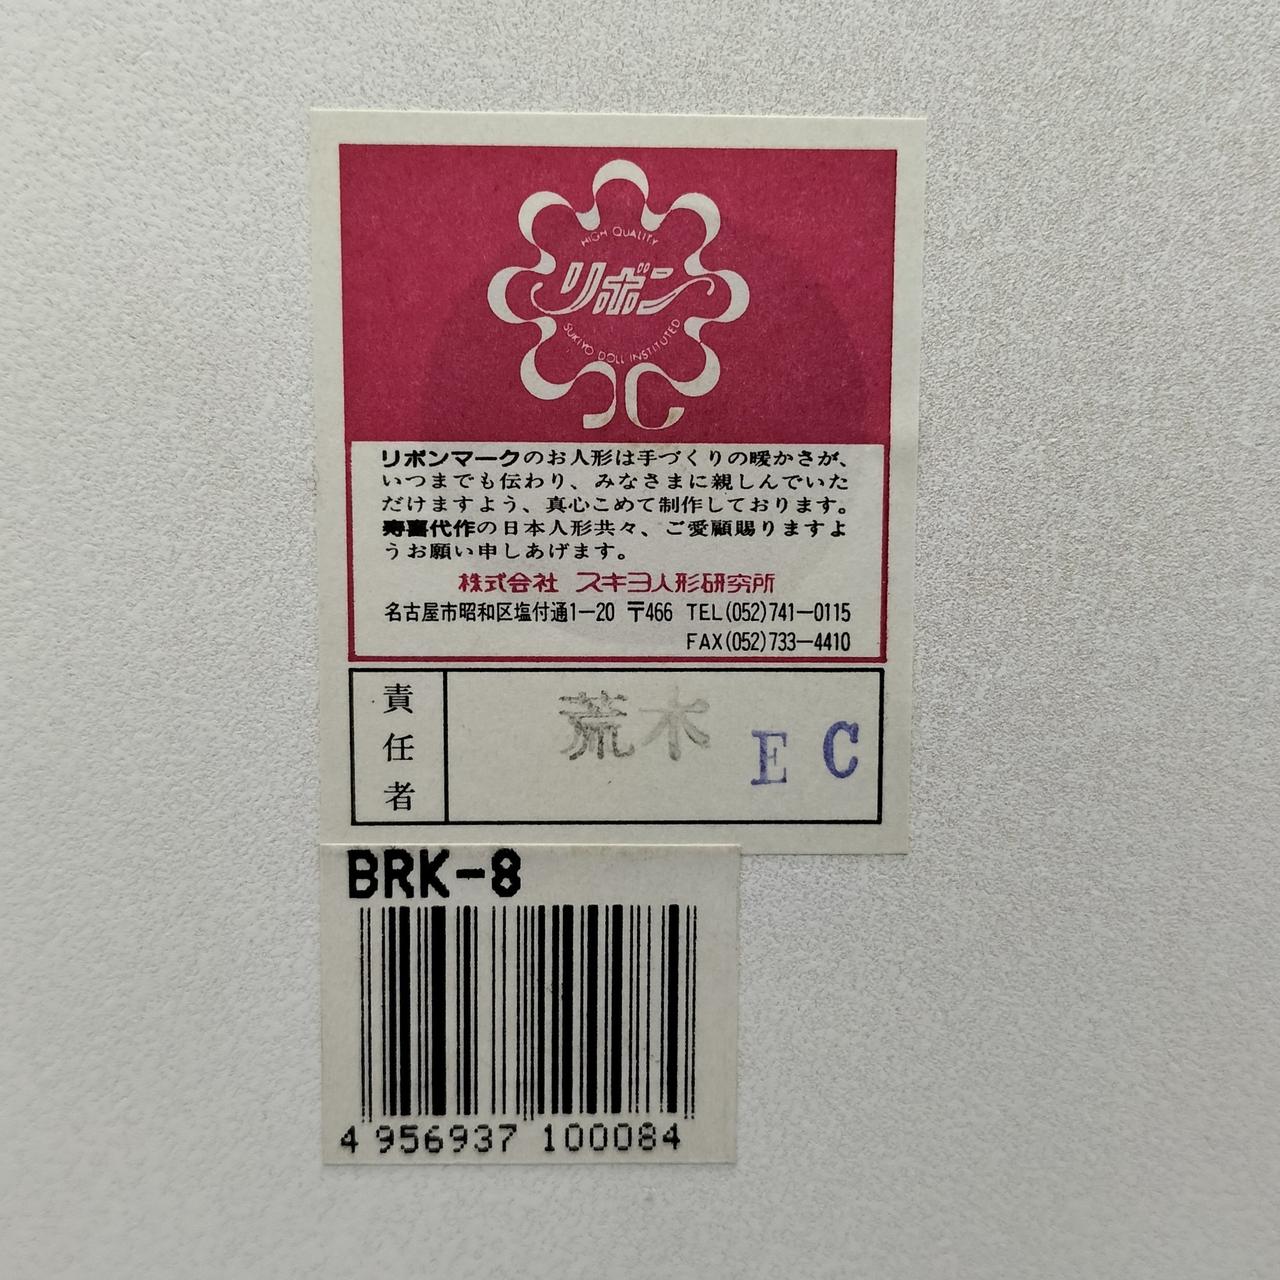 HIGH QUALITY
リボン
SUKIYO DOLL INSTITUTED
リボンマークのお人形は手づくりの暖かさが、
いつまでも伝わり、みなさまに親しんでいた
だけますよう、真心こめて制作しております。
寿喜代作の日本人形共々、ご愛顧賜りますよ
うお願い申しあげます。
株式会社 スキヨ人形研究所
名古屋市昭和区塩付通1-20 〒466 TEL(052)741-0115
FAX(052)733-4410
責任者
荒木
E C
BRK-8
4 956937 100084